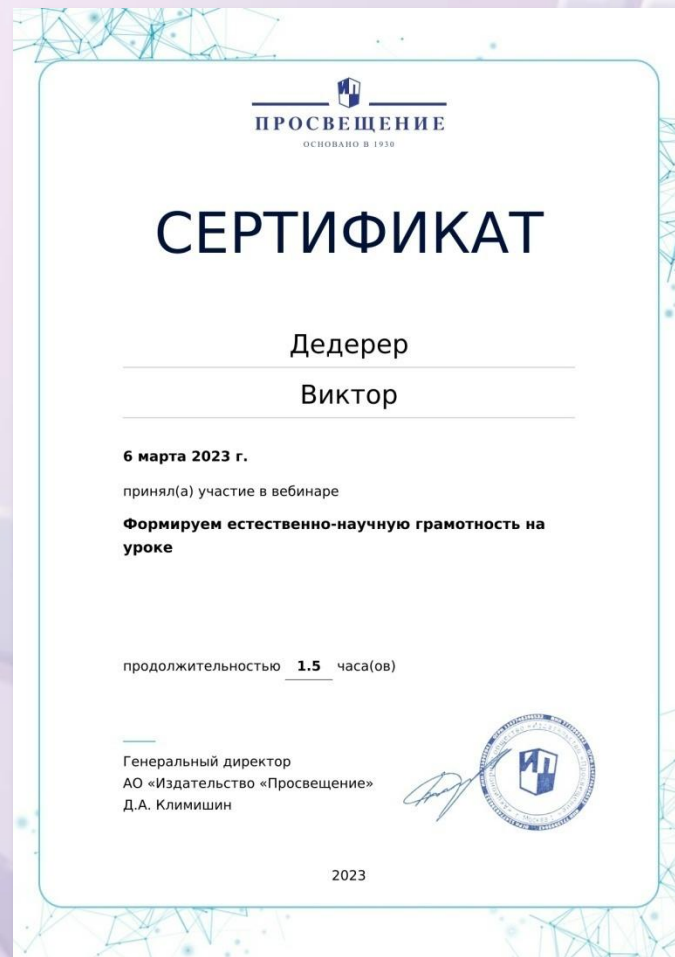 ПРОСВЕЩЕНИЕ
ОСНОВАНО В 1930
СЕРТИФИКАТ
Дедерер
Виктор
6 марта 2023 г.
принял(а) участие в вебинаре
Формируем естественно-научную грамотность на
уроке
продолжительностью 1.5 часа(ов)
Генеральный директор
АО «Издательство «Просвещение»
Д.А. Климишин
2023